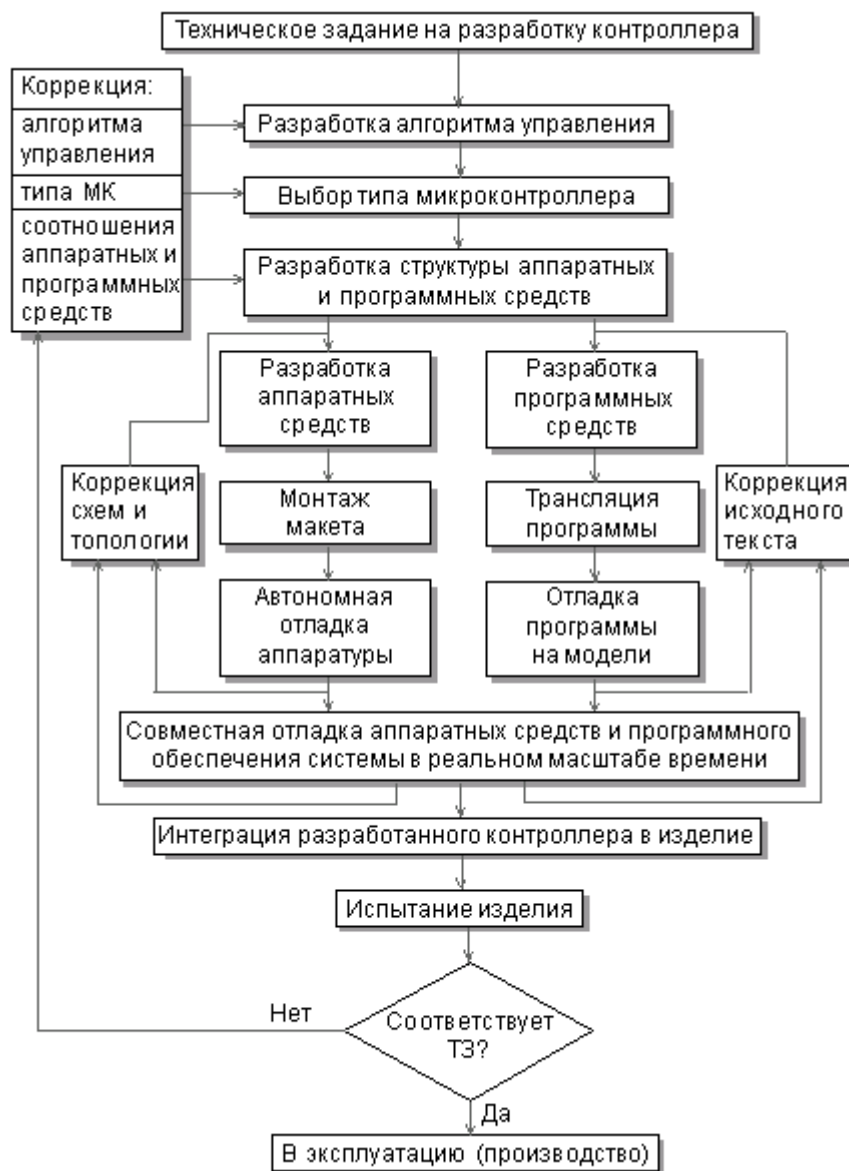 Техническое задание на разработку контроллера
Коррекция:
алгоритма
управления
типа МК
соотношения
аппаратных и
программных
средств
Разработка алгоритма управления
Выбор типа микроконтроллера
Разработка структуры аппаратных
и программных средств
Разработка
аппаратных
средств
Разработка
программных
средств
Коррекция
схем и
топологии
Монтаж
макета
Трансляция
программы
Коррекция
исходного
текста
Автономная
отладка
аппаратуры
Отладка
программы
на модели
Совместная отладка аппаратных средств и программного
обеспечения системы в реальном масштабе времени
Интеграция разработанного контроллера в изделие
Испытание изделия
Нет
Соответствует
ТЗ?
Да
В эксплуатацию (производство)